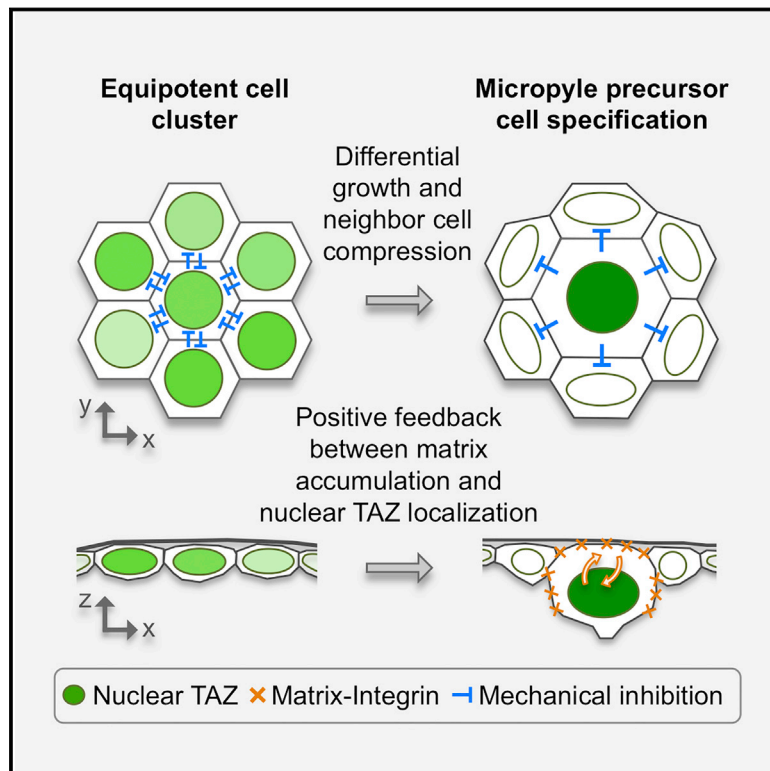 Equipotent cell
cluster
Micropyle precursor
cell specification
Differential
growth and
neighbor cell
compression
y
x
Positive feedback
between matrix
accumulation and
nuclear TAZ localization
z
x
Nuclear TAZ
Matrix-Integrin
Mechanical inhibition